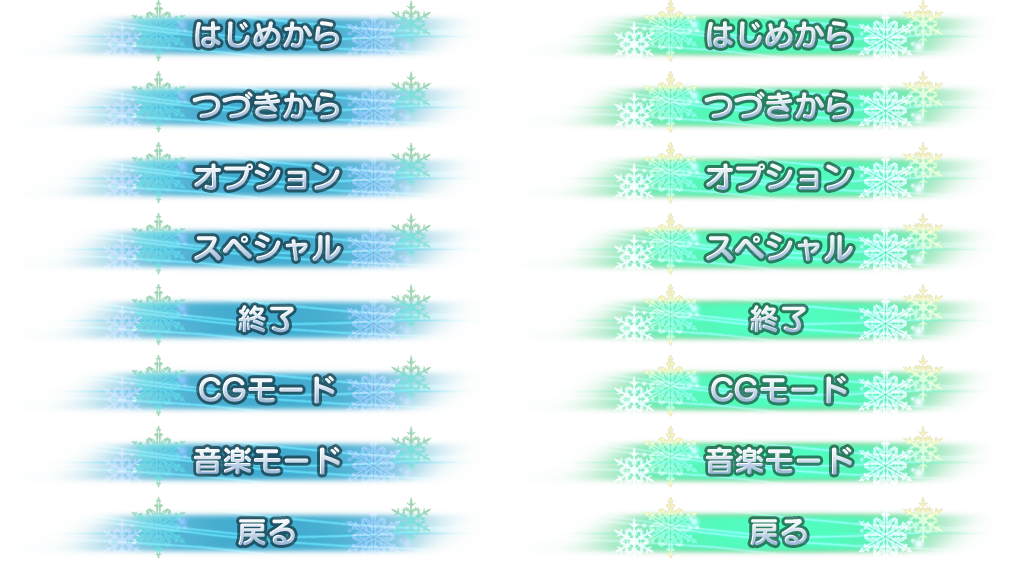 はじめから はじめから
つづきから つづきから
オプション オプション
スペシャル スペシャル
終了 終了
CGモード CGモード
音楽モード 音楽モード
戻る 戻る